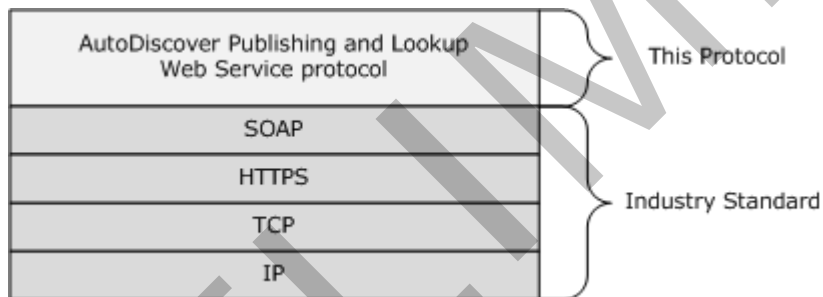 AutoDiscover Publishing and Lookup
Web Service protocol
This Protocol
SOAP
HTTPS
TCP
IP
Industry Standard